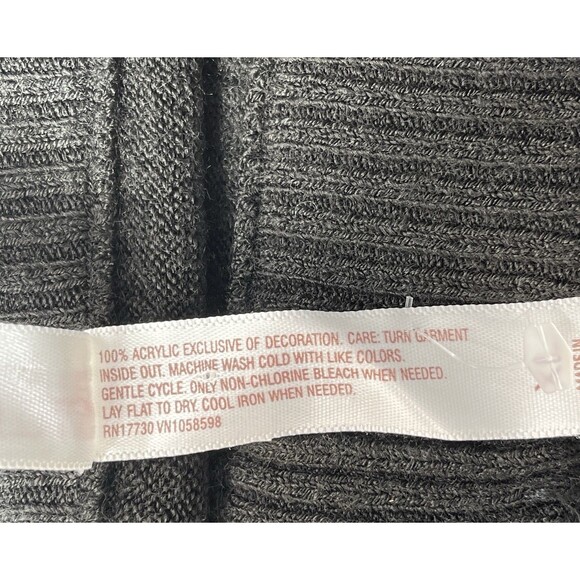 100% ACRYLIC EXCLUSIVE OF DECORATION. CARE: TURN GARMENT
INSIDE OUT. MACHINE WASH COLD WITH LIKE COLORS.
GENTLE CYCLE. ONLY NON-CHLORINE BLEACH WHEN NEEDED.
LAY FLAT TO DRY. COOL IRON WHEN NEEDED.
RN17730 VN1058598